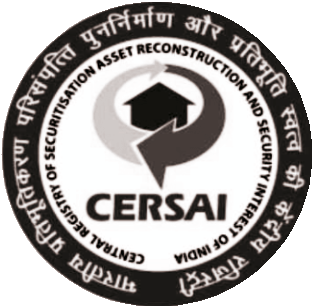 भारतीय प्रतिभूतिकरण परिसंपत्ति पुनर्निर्माण और प्रतिभूति स्वत्व की केंद्रीय रजिस्ट्री
CENTRAL REGISTRY OF SECURITISATION ASSET RECONSTRUCTION AND SECURITY INTEREST OF INDIA
CERSAI